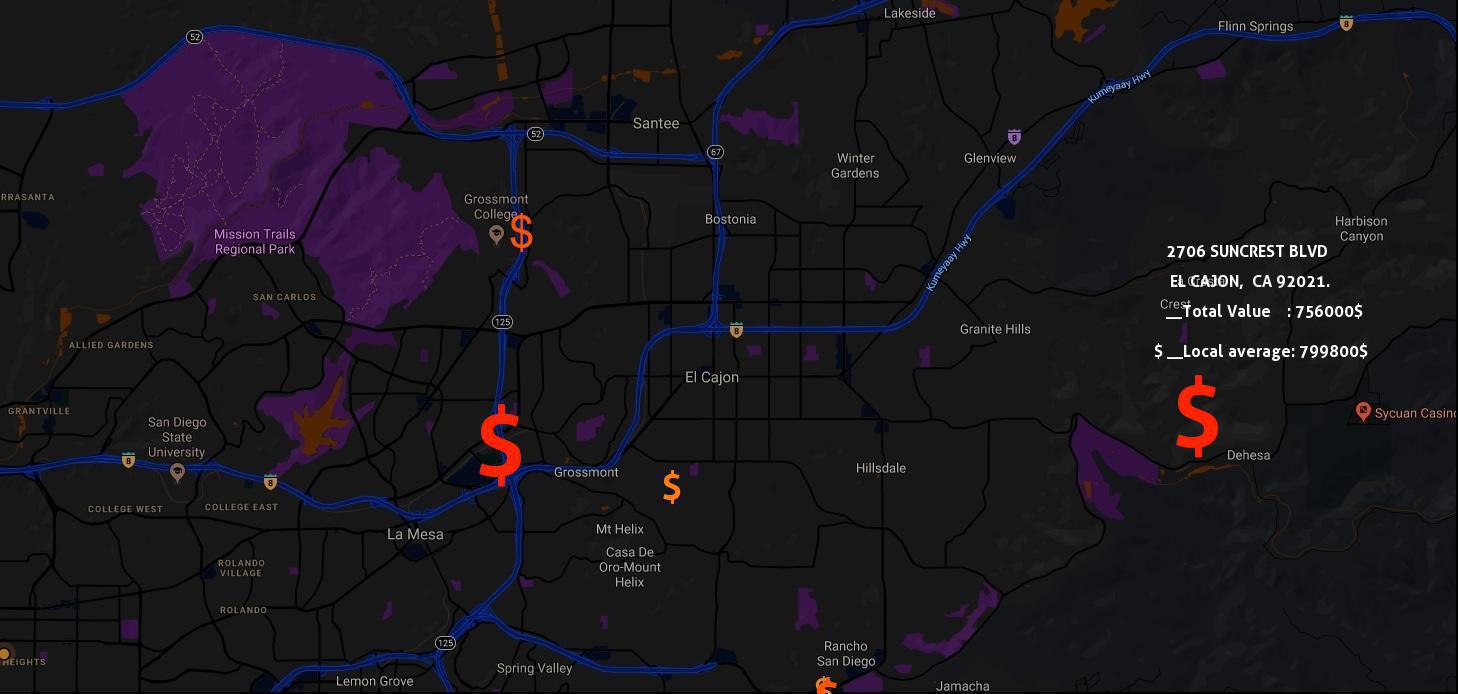 Lakeside
Flinn Springs
8
52
Kumeyaay Hwy
Santee
52
67
8
Winter
Gardens
Glenview
RRASANTA
Grossmont
College
$
Bostonia
Mission Trails
Regional Park
Harbison
Canyon
Kumeyaay Hwy
2706 SUNCREST BLVD
EL CAJON, CA 92021.
Crest
__Total Value : 756000$
$ __Local average: 799800$
SAN CARLOS
125
8
Granite Hills
ALLIED GARDENS
El Cajon
$
GRANTVILLE
San Diego
State
University
$
Sycuan Casino
8
8
Grossmont
$
Hillsdale
Dehesa
COLLEGE WEST
COLLEGE EAST
La Mesa
Mt Helix
Casa De
Oro-Mount
Helix
ROLANDO
VILLAGE
ROLANDO
125
HEIGHTS
Rancho
San Diego
Spring Valley
Lemon Grove
$
Jamacha